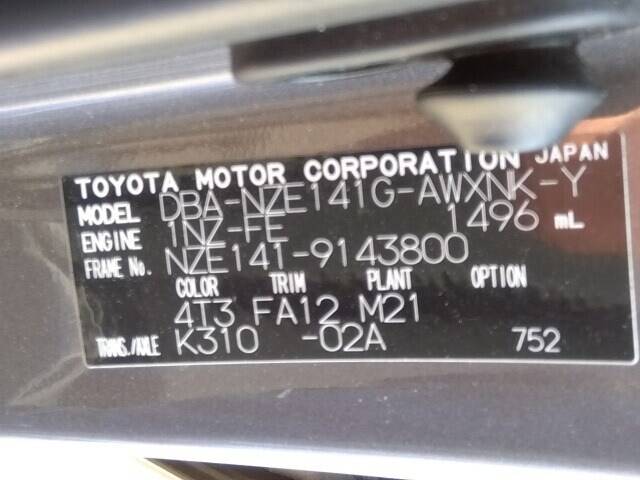 TOYOTA MOTOR CORPORATION JAPAN
MODEL DBA-NZE141G-AWXNK-Y
ENGINE 1NZ-FE 1496 mL
FRAME No. NZE141-9143800
COLOR TRIM PLANT OPTION
4T3 FA12 M21
TRANS./AXLE K310 -02A 752